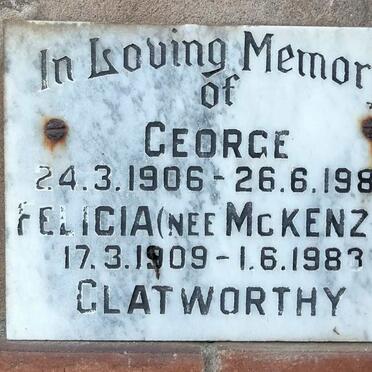 In Loving Memor
of
GEORGE
24.3.1906 - 26.6.198
FELICIA (NEE MCKENZ
17.3.1909 - 1.6.1983
CLATWORTHY